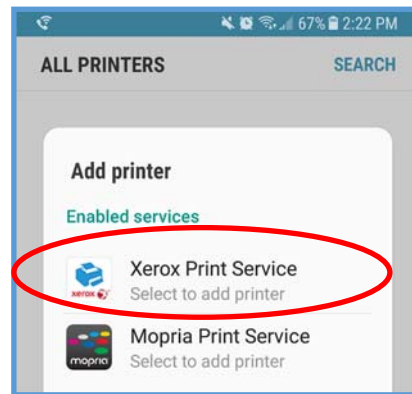 67% 2:22 PM
ALL PRINTERS SEARCH
Add printer
Enabled services
Xerox Print Service
Select to add printer
xerox
Mopria Print Service
Select to add printer
mopria